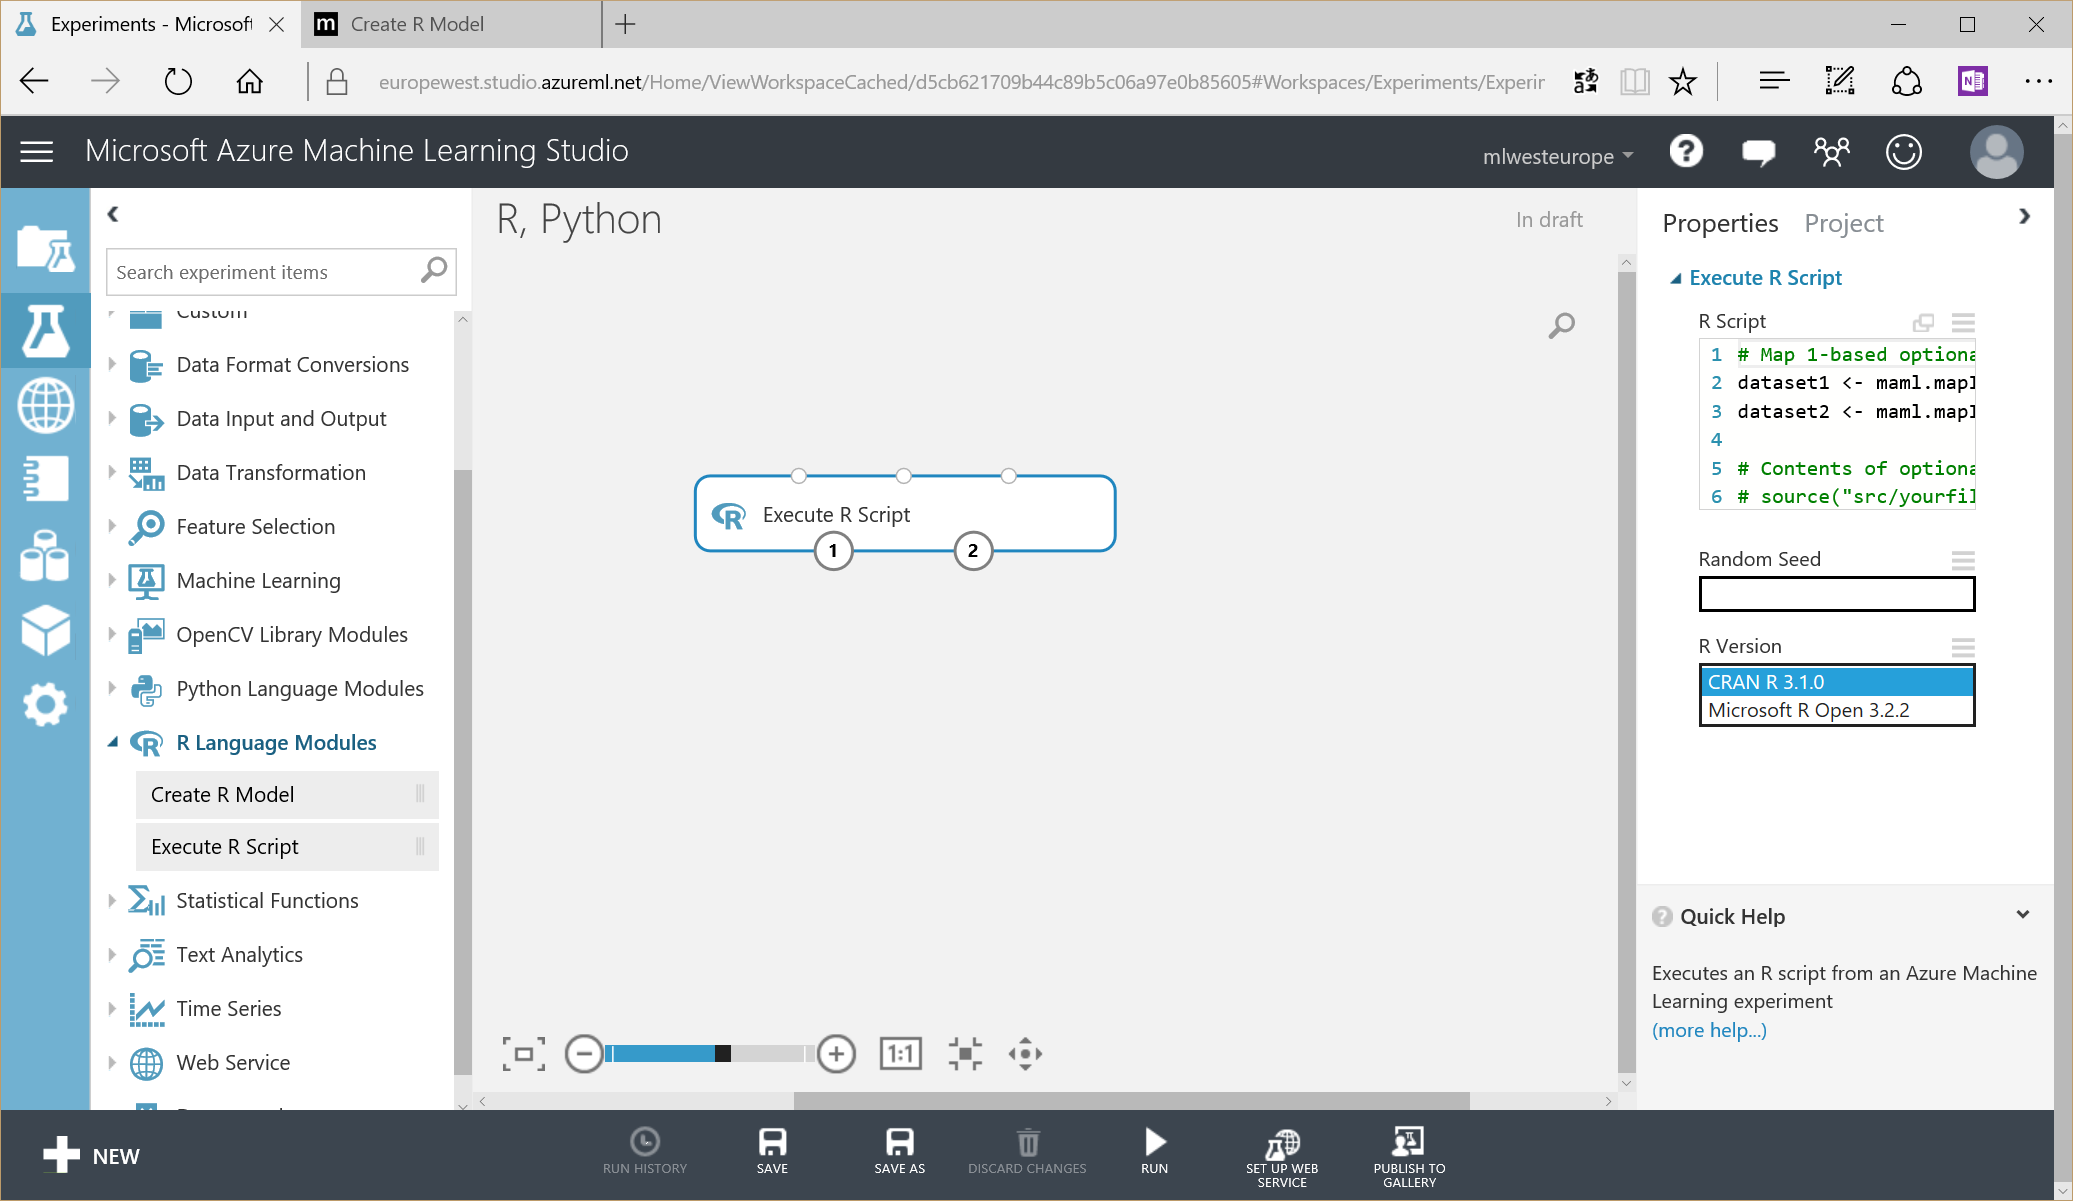 Experiments - Microsoft
m Create R Model
europewest.studio.azureml.net/Home/ViewWorkspaceCached/d5cb621709b44c89b5c06a97e0b85605#Workspaces/Experiments/Experir
Microsoft Azure Machine Learning Studio
mlwesteurope
R, Python
In draft
Search experiment items
Custom
Data Format Conversions
Data Input and Output
Data Transformation
Feature Selection
Machine Learning
OpenCV Library Modules
Python Language Modules
R Language Modules
Create R Model
Execute R Script
Statistical Functions
Text Analytics
Time Series
Web Service
Execute R Script
1 2
1:1
Properties Project
Execute R Script
R Script
1 # Map 1-based optiona
2 dataset1 <- maml.mapI
3 dataset2 <- maml.mapI
4
5 # Contents of optiona
6 # source("src/yourfil
Random Seed
R Version
CRAN R 3.1.0
Microsoft R Open 3.2.2
Quick Help
Executes an R script from an Azure Machine
Learning experiment
(more help...)
NEW
RUN HISTORY
SAVE
SAVE AS
DISCARD CHANGES
RUN
SET UP WEB
SERVICE
PUBLISH TO
GALLERY